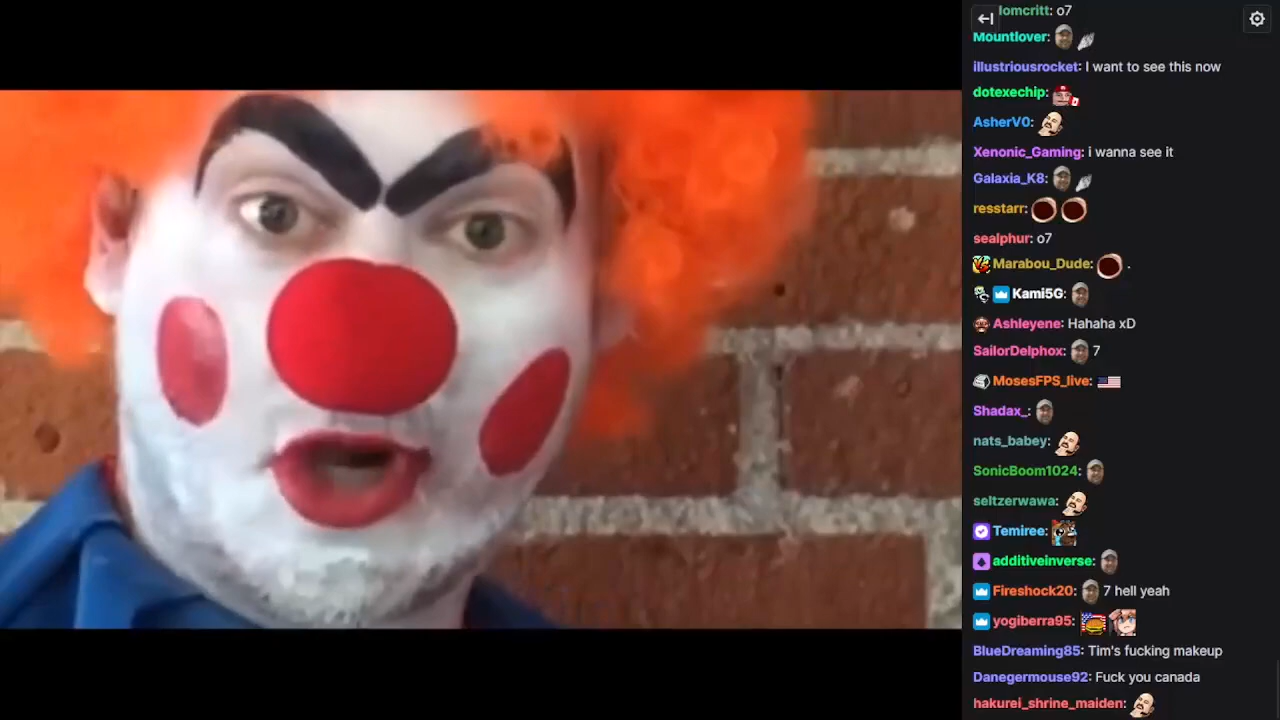 lomcritt: o7
Mountlover:
illustriousrocket: I want to see this now
dotexechip:
AsherV0:
Xenonic_Gaming: i wanna see it
Galaxia_K8:
resstarr:
sealphur: o7
Marabou_Dude: .
Kami5G:
Ashleyene: Hahaha xD
SailorDelphox: 7
MosesFPS_live:
Shadax_:
nats_babey:
SonicBoom1024:
seltzerwawa:
Temiree:
additiveinverse:
Fireshock20: 7 hell yeah
yogiberra95:
BlueDreaming85: Tim's fucking makeup
Danegermouse92: Fuck you canada
hakurei_shrine_maiden: